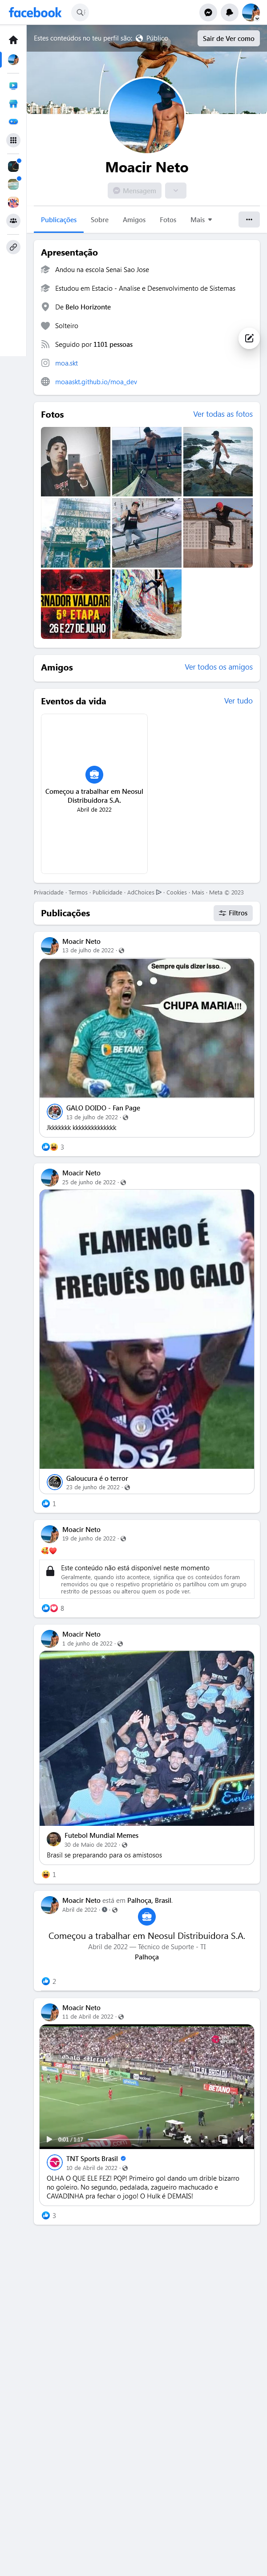 facebook
Estes conteúdos no teu perfil são: Público
Sair de Ver como
Moacir Neto
Mensagem
Publicações Sobre Amigos Fotos Mais
Apresentação
Andou na escola Senai Sao Jose
Estudou em Estacio - Analise e Desenvolvimento de Sistemas
De Belo Horizonte
Solteiro
Seguido por 1101 pessoas
moa.skt
moaaskt.github.io/moa_dev
Fotos
Ver todas as fotos
RNADOR VALADAR
5ª ETAPA
26 E 27 DE JULHO
Amigos
Ver todos os amigos
Eventos da vida
Ver tudo
Começou a trabalhar em Neosul
Distribuidora S.A.
Abril de 2022
Privacidade · Termos · Publicidade · AdChoices · Cookies · Mais · Meta © 2023
Publicações
Filtros
Moacir Neto
13 de julho de 2022 ·
Sempre quis dizer isso...
CHUPA MARIA!!!
BETANO
GALO DOIDO - Fan Page
13 de julho de 2022 ·
Jkkkkkkk kkkkkkkkkkkkkk
3
Moacir Neto
25 de junho de 2022 ·
FLAMENGO É
FREGUÊS DO GALO
bs2
Galoucura é o terror
23 de junho de 2022 ·
1
Moacir Neto
19 de junho de 2022 ·
Este conteúdo não está disponível neste momento
Geralmente, quando isto acontece, significa que os conteúdos foram
removidos ou que o respetivo proprietário os partilhou com um grupo
restrito de pessoas ou alterou quem os pode ver.
8
Moacir Neto
1 de junho de 2022 ·
Everlast
Futebol Mundial Memes
30 de Maio de 2022 ·
Brasil se preparando para os amistosos
1
Moacir Neto está em Palhoça, Brasil.
Abril de 2022 ·
Começou a trabalhar em Neosul Distribuidora S.A.
Abril de 2022 — Técnico de Suporte - TI
Palhoça
2
Moacir Neto
11 de Abril de 2022 ·
BETANO
0:01 / 1:17
TNT Sports Brasil
10 de Abril de 2022 ·
OLHA O QUE ELE FEZ! PQP! Primeiro gol dando um drible bizarro
no goleiro. No segundo, pedalada, zagueiro machucado e
CAVADINHA pra fechar o jogo! O Hulk é DEMAIS!
3